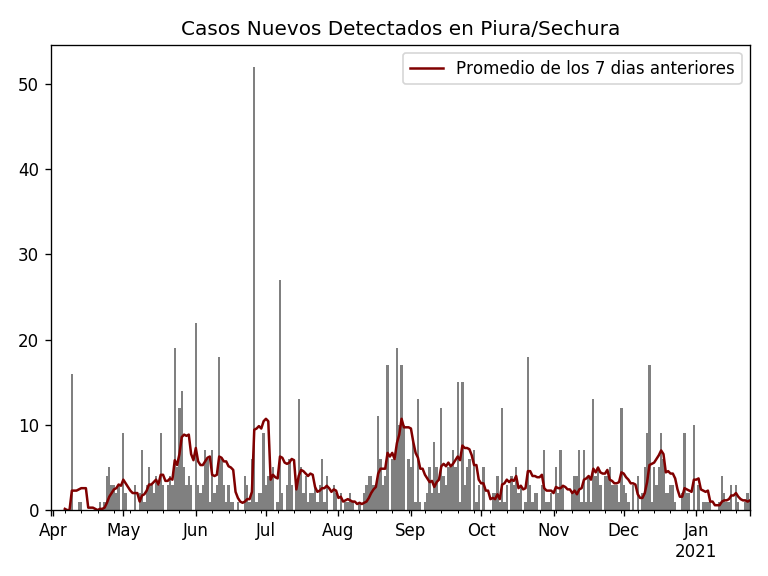 Casos Nuevos Detectados en Piura/Sechura
Promedio de los 7 dias anteriores
50
40
30
20
10
0
Apr May Jun Jul Aug Sep Oct Nov Dec Jan
2021